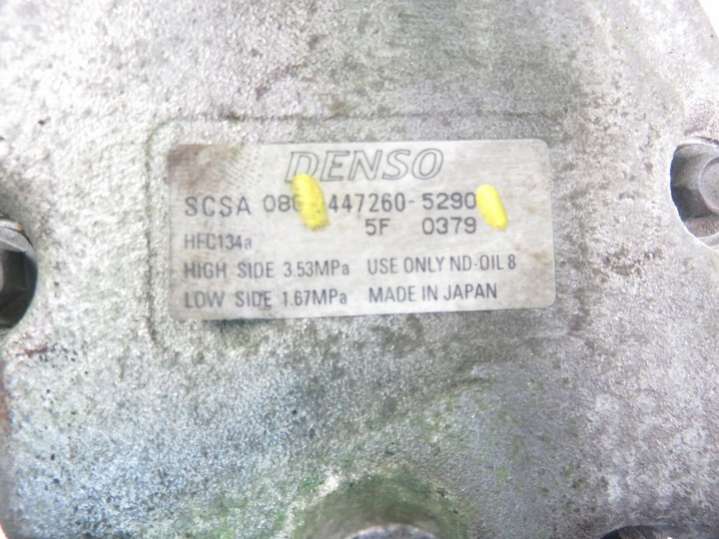 DENSO
SCSA 447260-5290
5F 0379
HFC134a
HIGH SIDE 3.53MPa USE ONLY ND-OIL 8
LOW SIDE 1.67MPa MADE IN JAPAN